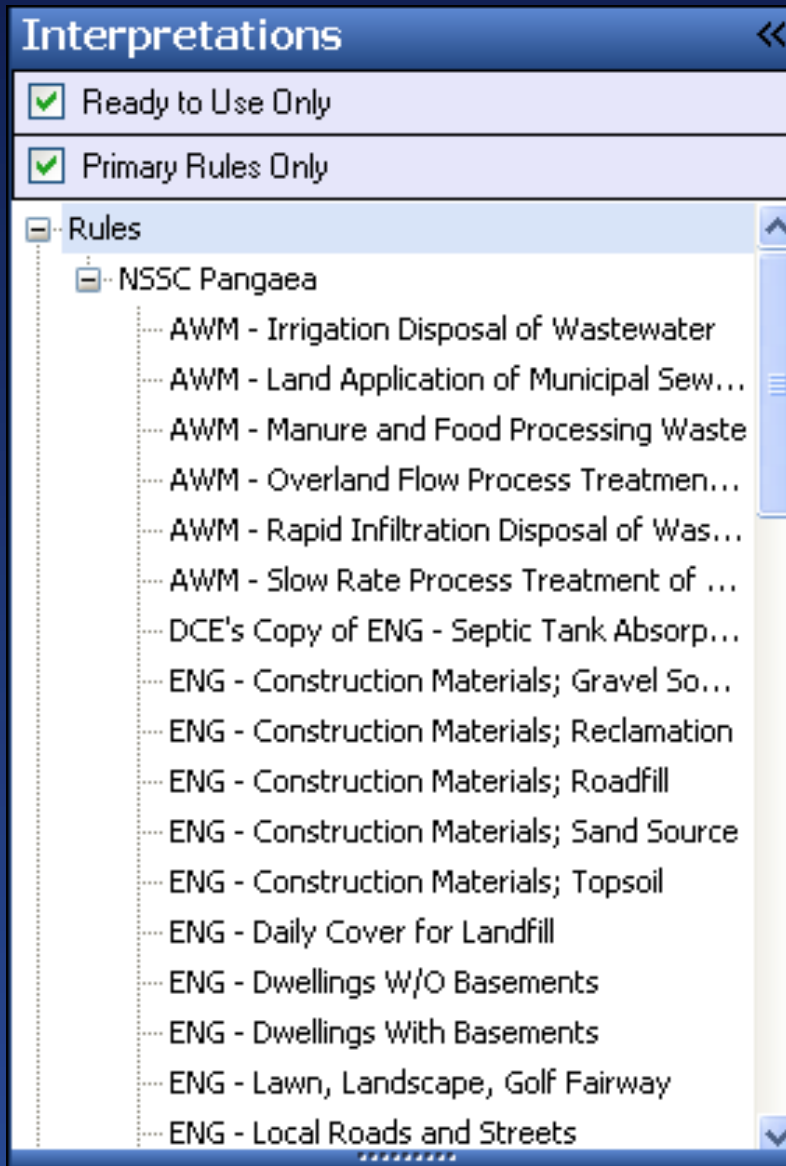 Interpretations
Ready to Use Only
Primary Rules Only
Rules
NSSC Pangaea
AWM - Irrigation Disposal of Wastewater
AWM - Land Application of Municipal Sew...
AWM - Manure and Food Processing Waste
AWM - Overland Flow Process Treatmen...
AWM - Rapid Infiltration Disposal of Was...
AWM - Slow Rate Process Treatment of ...
DCE's Copy of ENG - Septic Tank Absorp...
ENG - Construction Materials; Gravel So...
ENG - Construction Materials; Reclamation
ENG - Construction Materials; Roadfill
ENG - Construction Materials; Sand Source
ENG - Construction Materials; Topsoil
ENG - Daily Cover for Landfill
ENG - Dwellings W/O Basements
ENG - Dwellings With Basements
ENG - Lawn, Landscape, Golf Fairway
ENG - Local Roads and Streets